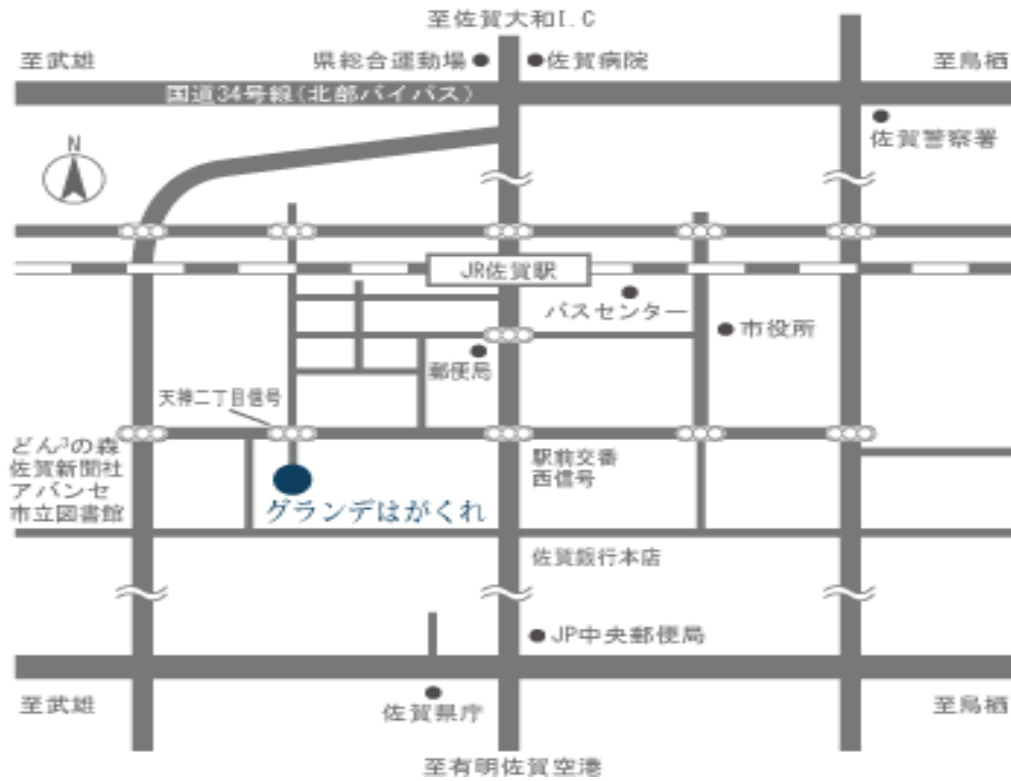 至佐賀大和I.C
至武雄
県総合運動場
佐賀病院
至鳥栖
国道34号線(北部バイパス)
佐賀警察署
N
JR佐賀駅
バスセンター
市役所
郵便局
天神二丁目信号
どん³の森
佐賀新聞社
アバンセ
市立図書館
駅前交番
西信号
グランデはがくれ
佐賀銀行本店
JP中央郵便局
至武雄
佐賀県庁
至鳥栖
至有明佐賀空港